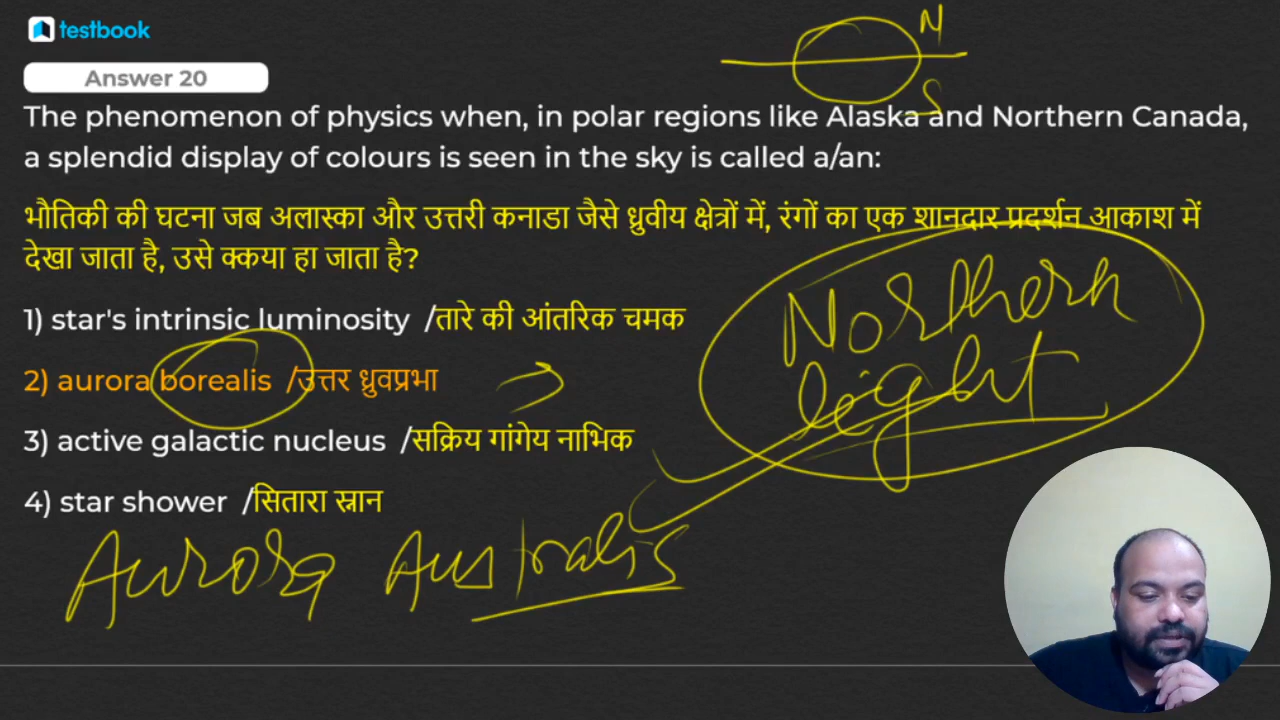 testbook
N
Answer 20
S
The phenomenon of physics when, in polar regions like Alaska and Northern Canada,
a splendid display of colours is seen in the sky is called a/an:
भौतिकी की घटना जब अलास्का और उत्तरी कनाडा जैसे ध्रुवीय क्षेत्रों में, रंगों का एक शानदार प्रदर्शन आकाश में
देखा जाता है, उसे क्कया हा जाता है?
1) star's intrinsic luminosity /तारे की आंतरिक चमक
Northern
2) aurora borealis /उत्तर ध्रुवप्रभा
light
3) active galactic nucleus /सक्रिय गांगेय नाभिक
4) star shower /सितारा स्नान
Aurora Australis